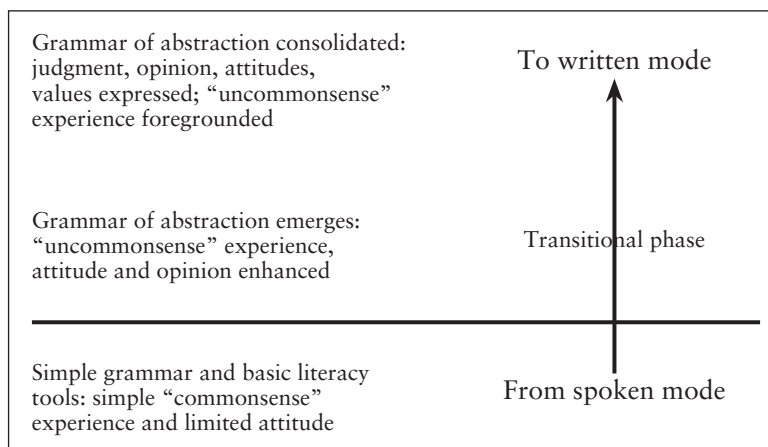 Grammar of abstraction consolidated:
judgment, opinion, attitudes,
values expressed; “uncommonsense”
experience foregrounded
To written mode
Grammar of abstraction emerges:
“uncommonsense” experience,
attitude and opinion enhanced
Transitional phase
Simple grammar and basic literacy
tools: simple “commonsense”
experience and limited attitude
From spoken mode